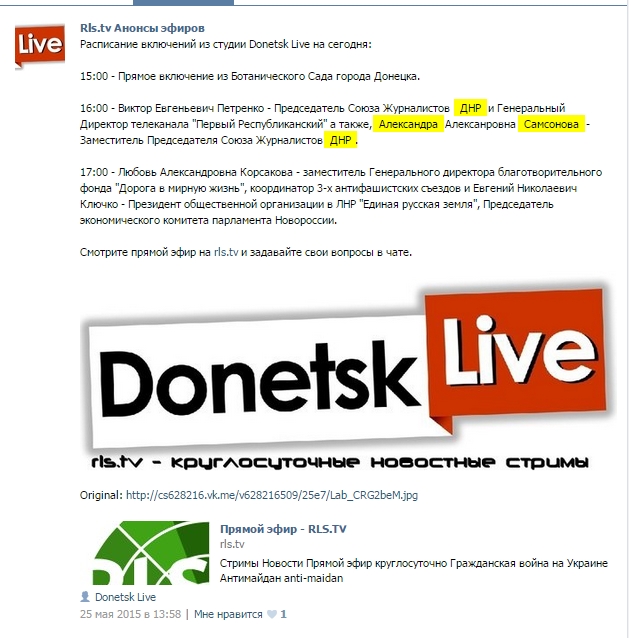 Live
Rls.tv Анонсы эфиров
Расписание включений из студии Donetsk Live на сегодня:
15:00 - Прямое включение из Ботанического Сада города Донецка.
16:00 - Виктор Евгеньевич Петренко - Председатель Союза Журналистов ДНР и Генеральный
Директор телеканала "Первый Республиканский" а также, Александра Алексанровна Самсонова -
Заместитель Председателя Союза Журналистов ДНР.
17:00 - Любовь Александровна Корсакова - заместитель Генерального директора благотворительного
фонда "Дорога в мирную жизнь", координатор 3-х антифашистских съездов и Евгений Николаевич
Ключко - Президент общественной организации в ЛНР "Единая русская земля", Председатель
экономического комитета парламента Новороссии.
Смотрите прямой эфир на rls.tv и задавайте свои вопросы в чате.
Donetsk Live
rls.tv - круглосуточные новостные стримы
Original: http://cs628216.vk.me/v628216509/25e7/Lab_CRG2beM.jpg
RLS
Прямой эфир - RLS.TV
rls.tv
Стримы Новости Прямой эфир круглосуточно Гражданская война на Украине
Антимайдан anti-maidan
Donetsk Live
25 мая 2015 в 13:58 | Мне нравится 1